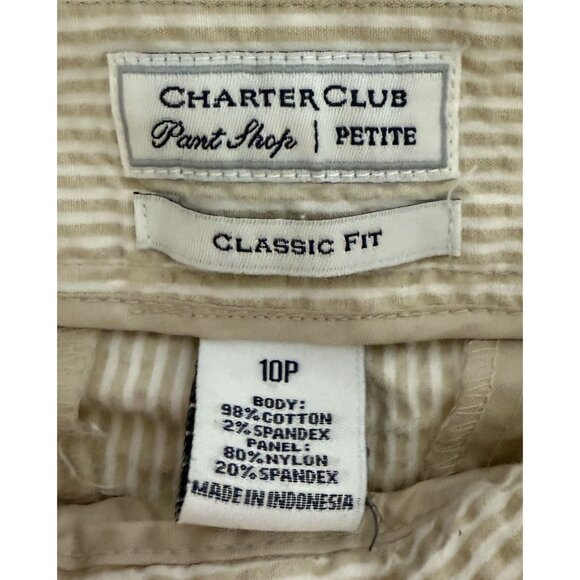 CHARTER CLUB
Pant Shop | PETITE
CLASSIC FIT
10P
BODY:
98% COTTON
2% SPANDEX
PANEL:
80% NYLON
20% SPANDEX
MADE IN INDONESIA